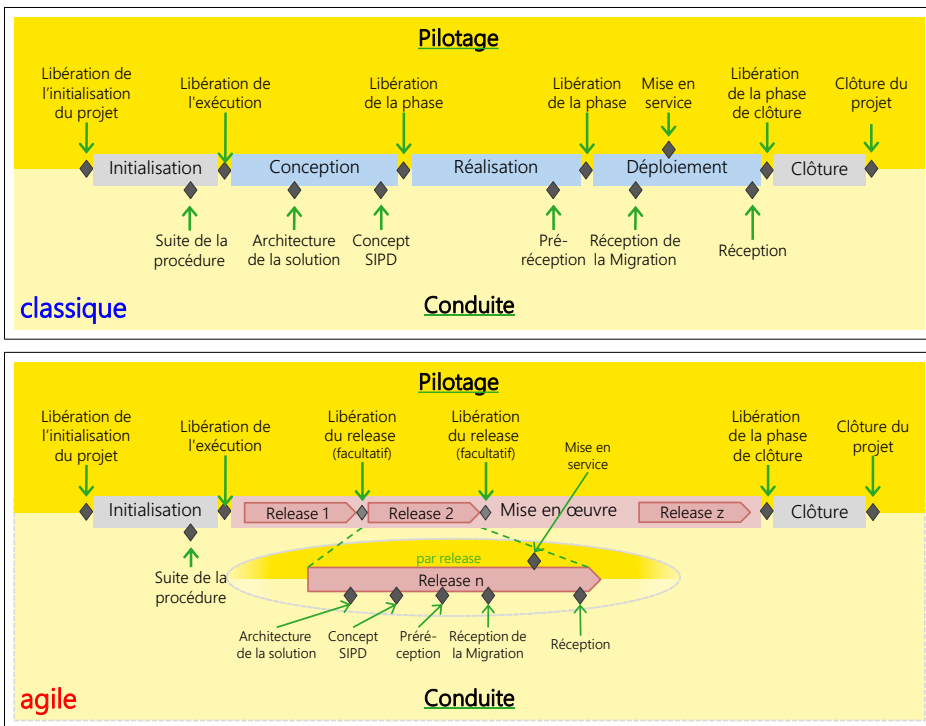 Pilotage
Libération de
l'initialisation
du projet
Libération de
l'exécution
Libération
de la phase
Libération
de la phase
Mise en
service
Libération
de la phase
de clôture
Clôture du
projet
Initialisation
Conception
Réalisation
Déploiement
Clôture
Suite de la
procédure
Architecture
de la solution
Concept
SIPD
Pré-
réception
Réception de
la Migration
Réception
classique
Conduite
Pilotage
Libération de
l'initialisation
du projet
Libération de
l'exécution
Libération
du release
(facultatif)
Libération
du release
(facultatif)
Mise en
service
Libération
de la phase
de clôture
Clôture du
projet
Initialisation
Release 1
Release 2
Mise en œuvre
Release z
Clôture
Suite de la
procédure
par release
Release n
Architecture
de la solution
Concept
SIPD
Préré-
ception
Réception de
la Migration
Réception
agile
Conduite